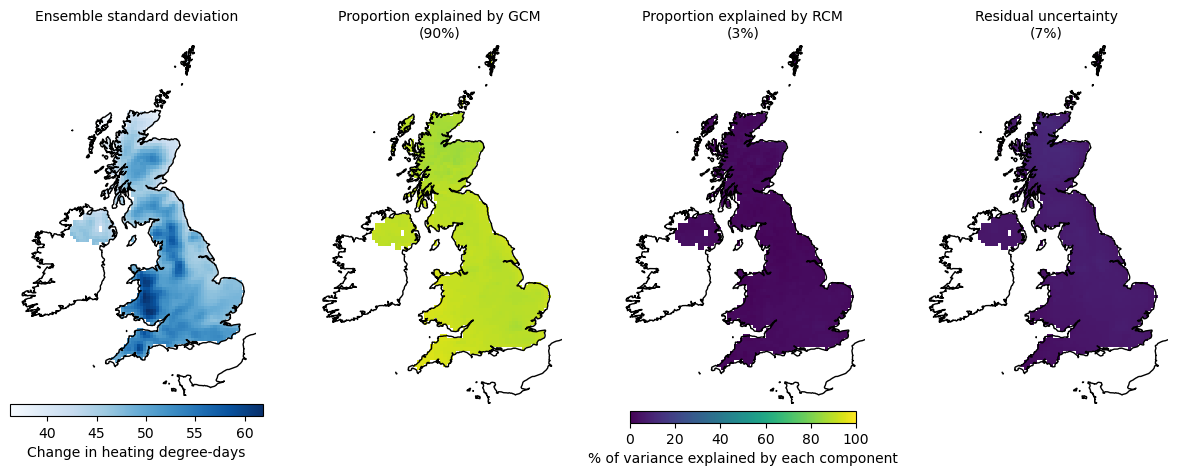 Ensemble standard deviation
Proportion explained by GCM
(90%)
Proportion explained by RCM
(3%)
Residual uncertainty
(7%)
40 45 50 55 60
Change in heating degree-days
0 20 40 60 80 100
% of variance explained by each component